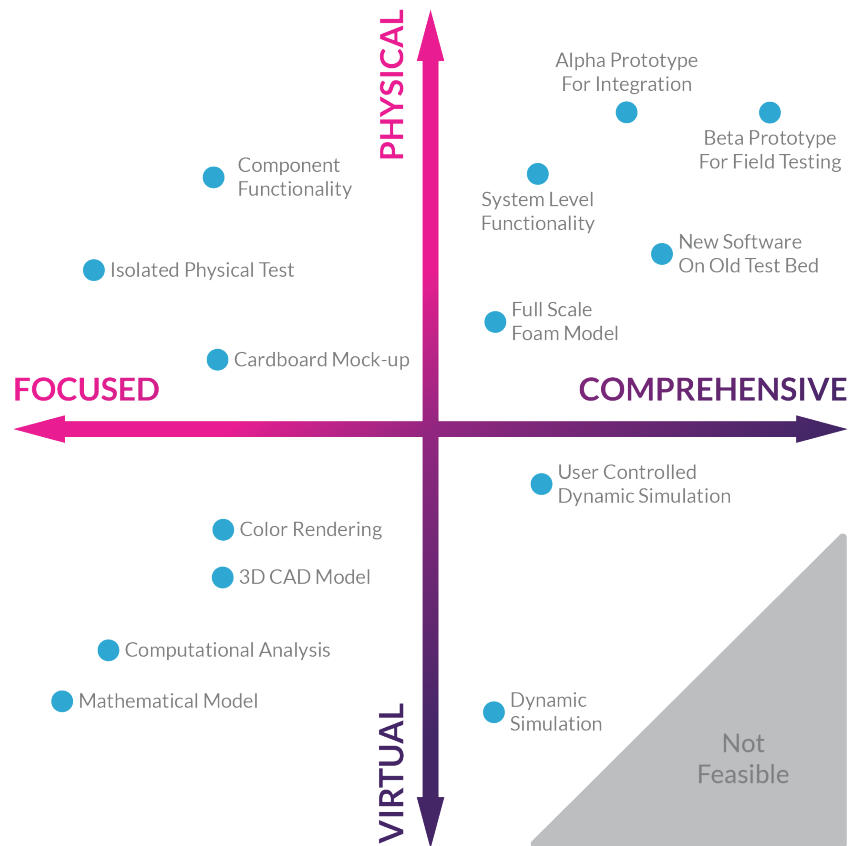 PHYSICAL
Alpha Prototype
For Integration
Beta Prototype
For Field Testing
Component
Functionality
System Level
Functionality
New Software
On Old Test Bed
Isolated Physical Test
Full Scale
Foam Model
Cardboard Mock-up
FOCUSED
COMPREHENSIVE
User Controlled
Dynamic Simulation
Color Rendering
3D CAD Model
Computational Analysis
Mathematical Model
Dynamic
Simulation
VIRTUAL
Not
Feasible